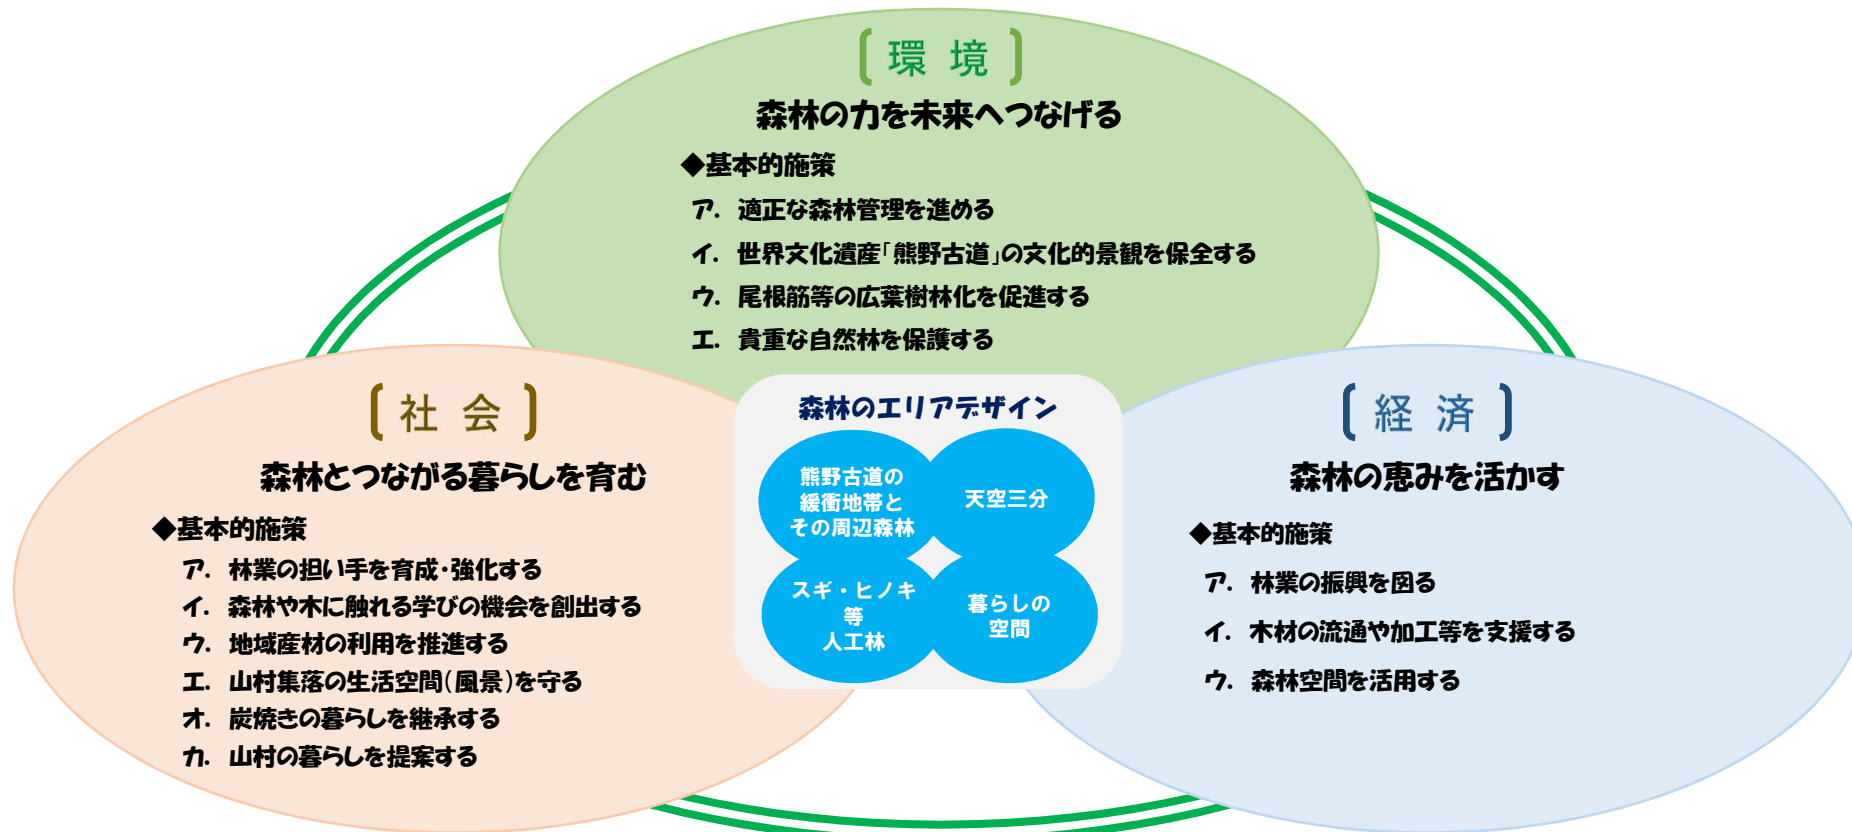 ［環 境］
森林の力を未来へつなげる
◆基本的施策
ア. 適正な森林管理を進める
イ. 世界文化遺産「熊野古道」の文化的景観を保全する
ウ. 尾根筋等の広葉樹林化を促進する
エ. 貴重な自然林を保護する
［社 会］
森林とつながる暮らしを育む
◆基本的施策
ア. 林業の担い手を育成・強化する
イ. 森林や木に触れる学びの機会を創出する
ウ. 地域産材の利用を推進する
エ. 山村集落の生活空間（風景）を守る
オ. 炭焼きの暮らしを継承する
カ. 山村の暮らしを提案する
森林のエリアデザイン
熊野古道の
緩衝地帯と
その周辺森林
天空三分
スギ・ヒノキ
等
人工林
暮らしの
空間
［経 済］
森林の恵みを活かす
◆基本的施策
ア. 林業の振興を図る
イ. 木材の流通や加工等を支援する
ウ. 森林空間を活用する